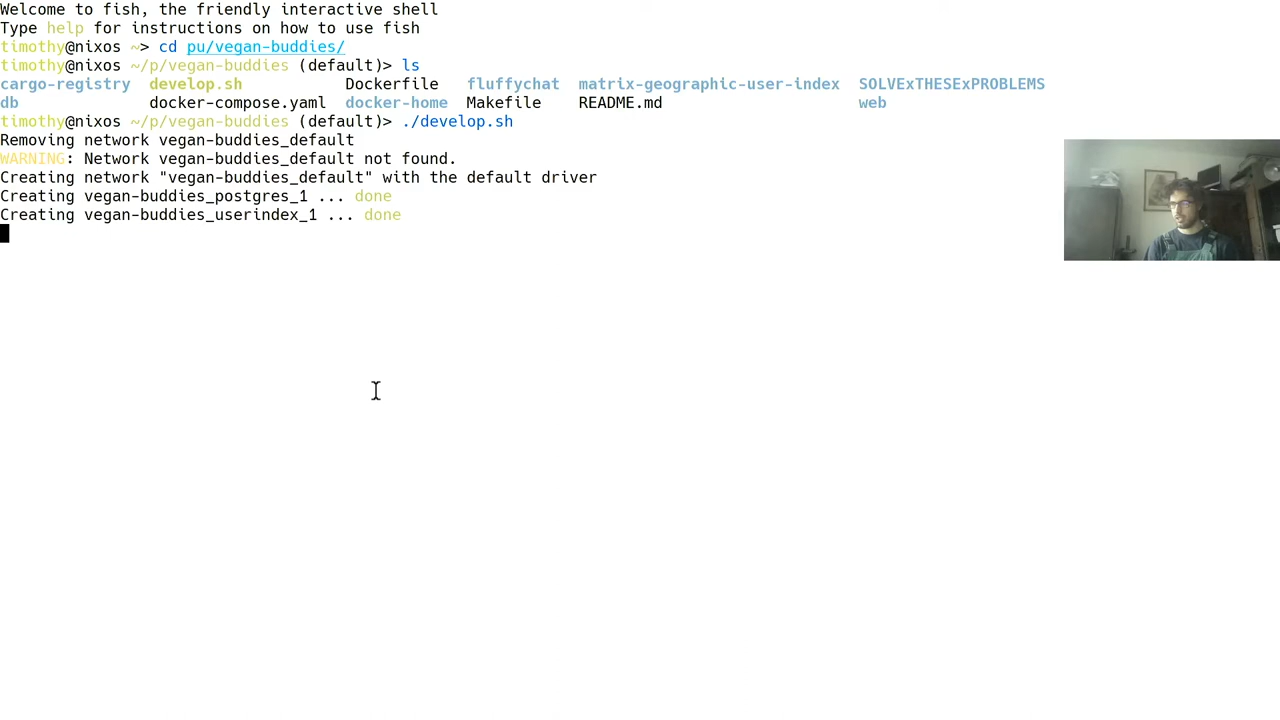 Welcome to fish, the friendly interactive shell
Type help for instructions on how to use fish
timothy@nixos ~> cd pu/vegan-buddies/
timothy@nixos ~/p/vegan-buddies (default)> ls
cargo-registry  develop.sh           Dockerfile   fluffychat  matrix-geographic-user-index  SOLVExTHESExPROBLEMS
db              docker-compose.yaml  docker-home  Makefile    README.md                     web
timothy@nixos ~/p/vegan-buddies (default)> ./develop.sh
Removing network vegan-buddies_default
WARNING: Network vegan-buddies_default not found.
Creating network "vegan-buddies_default" with the default driver
Creating vegan-buddies_postgres_1 ... done
Creating vegan-buddies_userindex_1 ... done